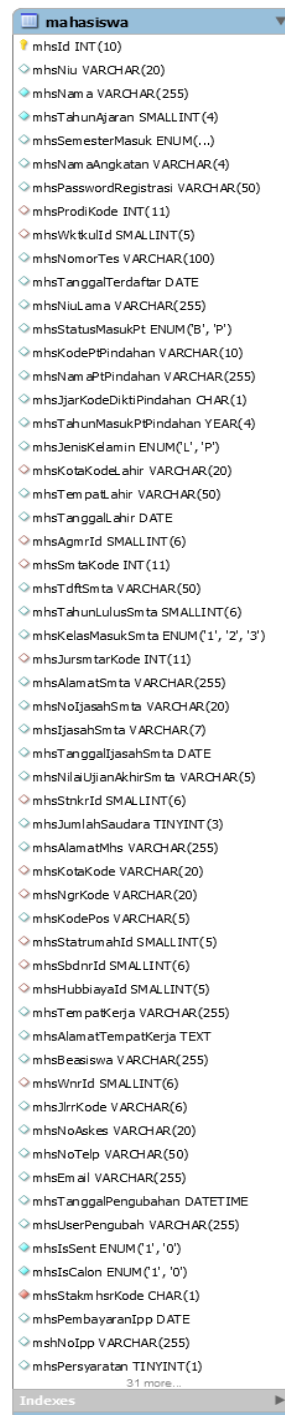 mahasiswa
mhsId INT(10)
mhsNiu VARCHAR(20)
mhsNama VARCHAR(255)
mhsTahunAjaran SMALLINT(4)
mhsSemesterMasuk ENUM(...)
mhsNamaAngkatan VARCHAR(4)
mhsPasswordRegistrasi VARCHAR(50)
mhsProdiKode INT(11)
mhsWktkulId SMALLINT(5)
mhsNomorTes VARCHAR(100)
mhsTanggalTerdaftar DATE
mhsNiuLama VARCHAR(255)
mhsStatusMasukPt ENUM('B', 'P')
mhsKodePtPindahan VARCHAR(10)
mhsNamaPtPindahan VARCHAR(255)
mhsJjarKodeDiktiPindahan CHAR(1)
mhsTahunMasukPtPindahan YEAR(4)
mhsJenisKelamin ENUM('L', 'P')
mhsKotaKodeLahir VARCHAR(20)
mhsTempatLahir VARCHAR(50)
mhsTanggalLahir DATE
mhsAgmrId SMALLINT(6)
mhsSmtaKode INT(11)
mhsTdftSmta VARCHAR(50)
mhsTahunLulusSmta SMALLINT(6)
mhsKelasMasukSmta ENUM('1', '2', '3')
mhsJursmtarKode INT(11)
mhsAlamatSmta VARCHAR(255)
mhsNoIjasahSmta VARCHAR(20)
mhsIjasahSmta VARCHAR(7)
mhsTanggalIjasahSmta DATE
mhsNilaiUjianAkhirSmta VARCHAR(5)
mhsStnkrId SMALLINT(6)
mhsJumlahSaudara TINYINT(3)
mhsAlamatMhs VARCHAR(255)
mhsKotaKode VARCHAR(20)
mhsNgrKode VARCHAR(20)
mhsKodePos VARCHAR(5)
mhsStatrumahId SMALLINT(5)
mhsSbdnrId SMALLINT(6)
mhsHubbiayaId SMALLINT(5)
mhsTempatKerja VARCHAR(255)
mhsAlamatTempatKerja TEXT
mhsBeasiswa VARCHAR(255)
mhsWnrId SMALLINT(6)
mhsJlrrKode VARCHAR(6)
mhsNoAskes VARCHAR(20)
mhsNoTelp VARCHAR(50)
mhsEmail VARCHAR(255)
mhsTanggalPengubahan DATETIME
mhsUserPengubah VARCHAR(255)
mhsIsSent ENUM('1', '0')
mhsIsCalon ENUM('1', '0')
mhsStakmhsrKode CHAR(1)
mhsPembayaranIpp DATE
mshNoIpp VARCHAR(255)
mhsPersyaratan TINYINT(1)
31 more...
Indexes